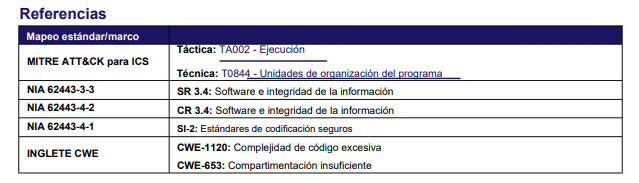 Referencias
Mapeo estándar/marco
MITRE ATT&CK para ICS
Táctica: TA002 - Ejecución
Técnica: T0844 - Unidades de organización del programa
NIA 62443-3-3
SR 3.4: Software e integridad de la información
NIA 62443-4-2
CR 3.4: Software e integridad de la información
NIA 62443-4-1
SI-2: Estándares de codificación seguros
INGLETE CWE
CWE-1120: Complejidad de código excesiva
CWE-653: Compartimentación insuficiente